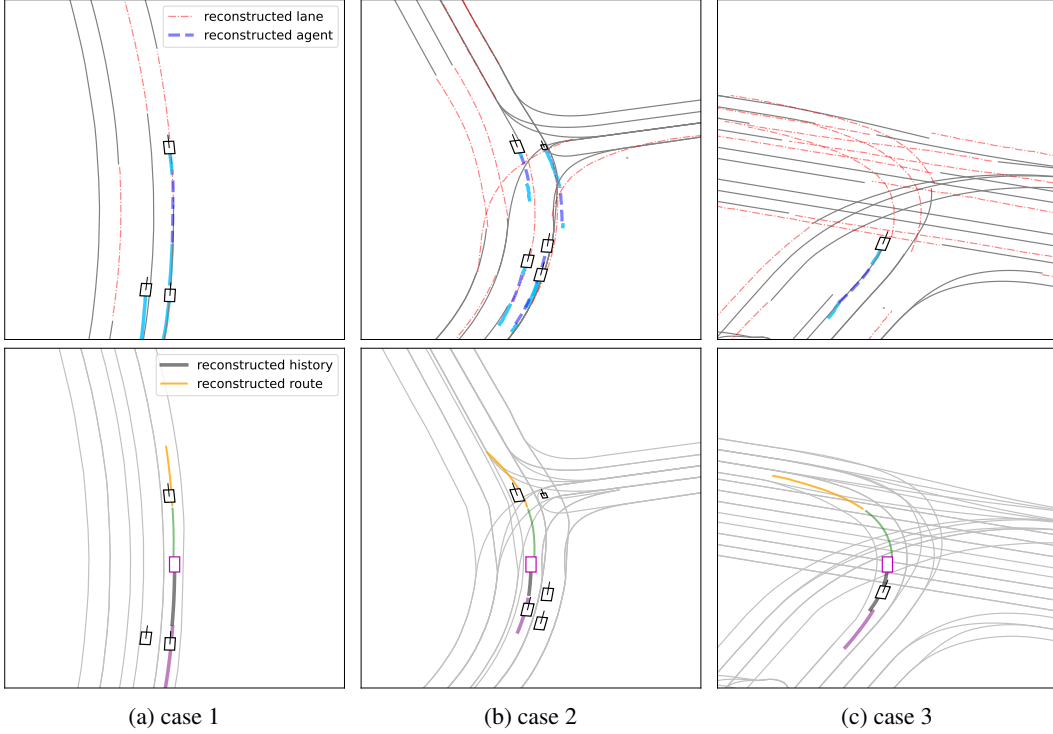 reconstructed lane
reconstructed agent
reconstructed history
reconstructed route
(a) case 1
(b) case 2
(c) case 3